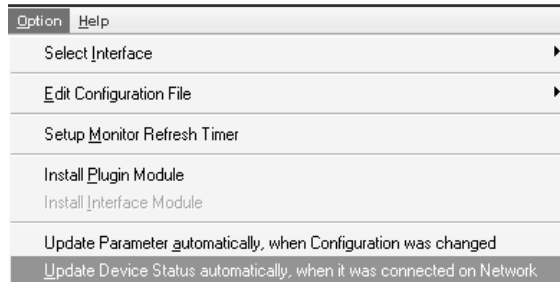 Option Help
Select Interface
Edit Configuration File
Setup Monitor Refresh Timer
Install Plugin Module
Install Interface Module
Update Parameter automatically, when Configuration was changed
Update Device Status automatically, when it was connected on Network